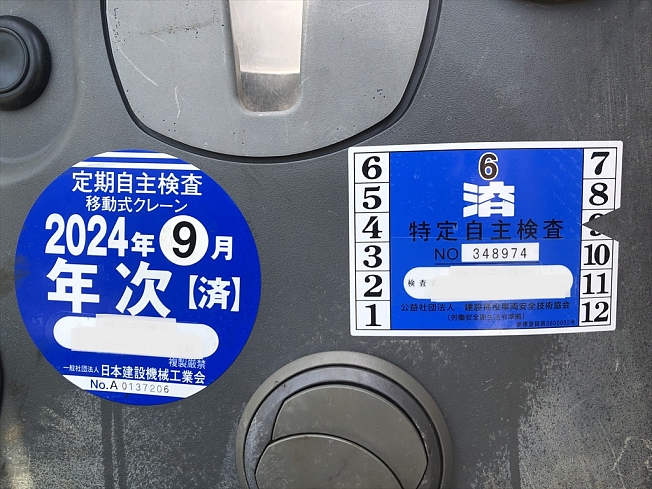 定期自主検査
移動式クレーン
2024年9月
年次【済】
複製厳禁
一般社団法人 日本建設機械工業会
No.A 0137206
6
済
特定自主検査
NO 348974
検査
公益社団法人 建設荷役車両安全技術協会
6
5
4
3
2
1
7
8
9
10
11
12